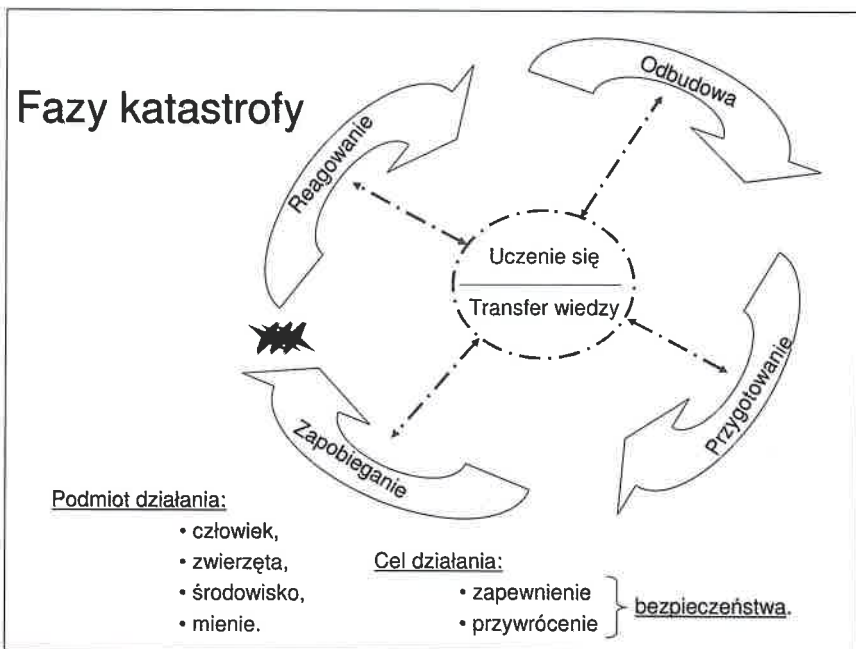 Fazy katastrofy
Reagowanie
Odbudowa
Uczenie się
Transfer wiedzy
Przygotowanie
Zapobieganie
Podmiot działania:
• człowiek,
• zwierzęta,
• środowisko,
• mienie.
Cel działania:
• zapewnienie
• przywrócenie
bezpieczeństwa.